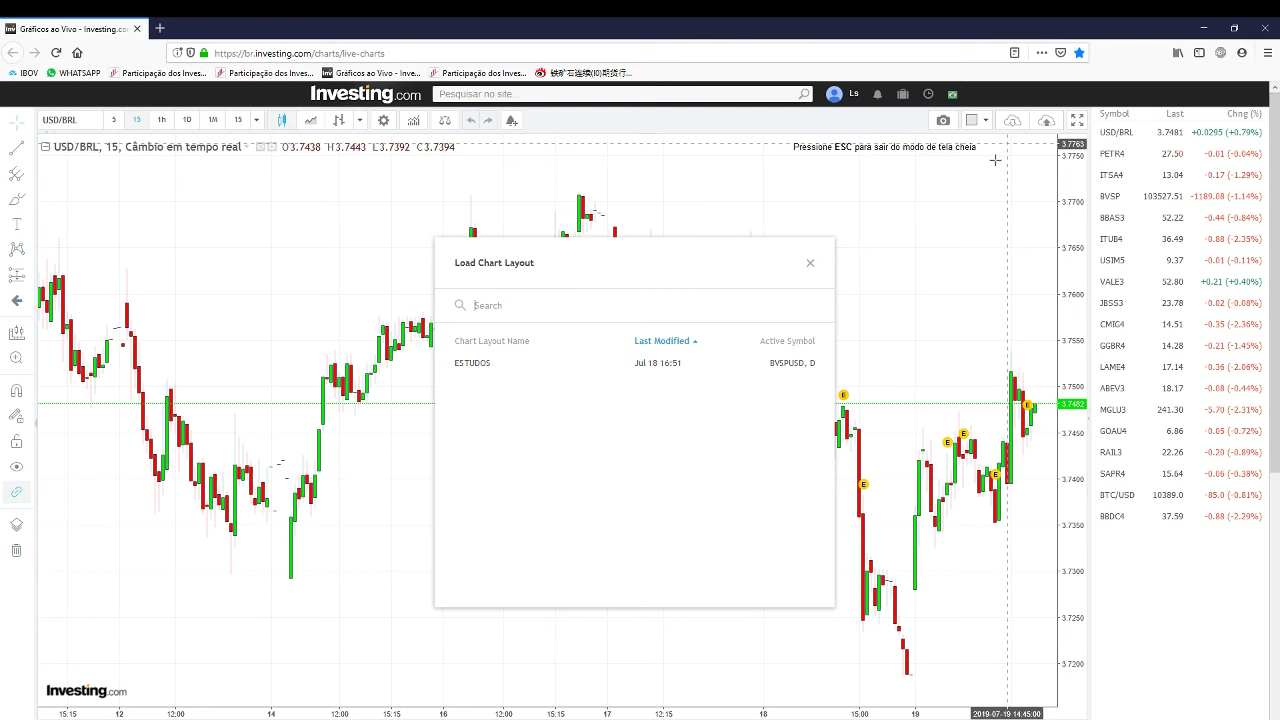 Gráficos ao Vivo - Investing.com
https://br.investing.com/charts/live-charts
IBOV WHATSAPP Participação dos Inves... Participação dos Inves... Gráficos ao Vivo - Inve... Participação dos Inves... 铁矿石连续(I0)期货行...
Investing.com Pesquisar no site... Ls
USD/BRL 5 15 1h 1D 1M 15
USD/BRL, 15, Câmbio em tempo real O3.7438 H3.7443 L3.7392 C3.7394
Pressione ESC para sair do modo de tela cheia
3.7763
3.7750
3.7700
3.7650
3.7600
3.7550
3.7500
3.7482
3.7450
3.7400
3.7350
3.7300
3.7250
3.7200
Load Chart Layout
Search
Chart Layout Name Last Modified Active Symbol
ESTUDOS Jul 18 16:51 BVSPUSD, D
E
E
E
E
E
E
Investing.com
15:15 12 12:00 14 12:00 15:15 16 12:00 15:15 17 12:15 18 15:00 19 2019-07-19 14:45:00
Symbol Last Chg (%)
USD/BRL 3.7481 +0.0295 (+0.79%)
PETR4 27.50 -0.01 (-0.04%)
ITSA4 13.04 -0.17 (-1.29%)
BVSP 103527.51 -1189.08 (-1.14%)
BBAS3 52.22 -0.44 (-0.84%)
ITUB4 36.49 -0.88 (-2.35%)
USIM5 9.37 -0.01 (-0.11%)
VALE3 52.80 +0.21 (+0.40%)
JBSS3 23.78 -0.02 (-0.08%)
CMIG4 14.51 -0.35 (-2.36%)
GGBR4 14.28 -0.21 (-1.45%)
LAME4 17.14 -0.36 (-2.06%)
ABEV3 18.17 -0.08 (-0.44%)
MGLU3 241.30 -5.70 (-2.31%)
GOAU4 6.86 -0.05 (-0.72%)
RAIL3 22.26 -0.20 (-0.89%)
SAPR4 15.64 -0.06 (-0.38%)
BTC/USD 10389.0 -85.0 (-0.81%)
BBDC4 37.59 -0.88 (-2.29%)